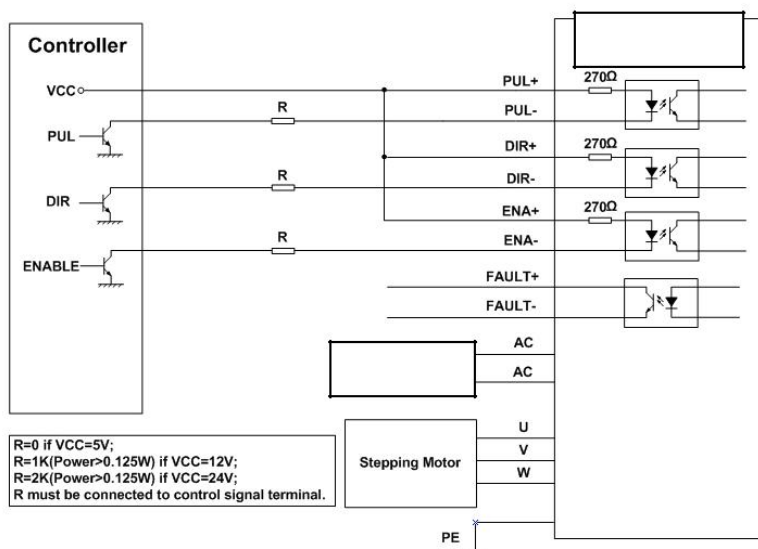 Controller
VCC
PUL
DIR
ENABLE
R
R
R
PUL+
270Ω
PUL-
DIR+
270Ω
DIR-
ENA+
270Ω
ENA-
FAULT+
FAULT-
AC
AC
Stepping Motor
U
V
W
PE
R=0 if VCC=5V;
R=1K(Power>0.125W) if VCC=12V;
R=2K(Power>0.125W) if VCC=24V;
R must be connected to control signal terminal.